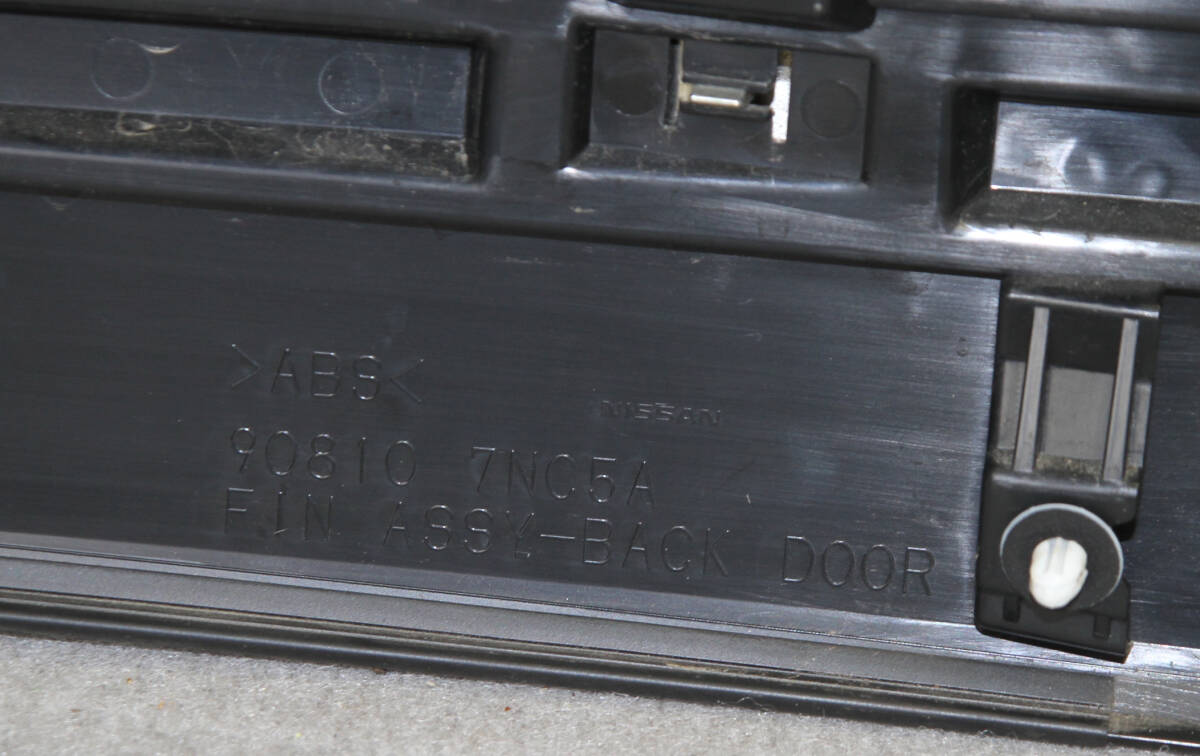 >ABS<
NISSAN
90810 7NC5A
FIN ASSY-BACK DOOR